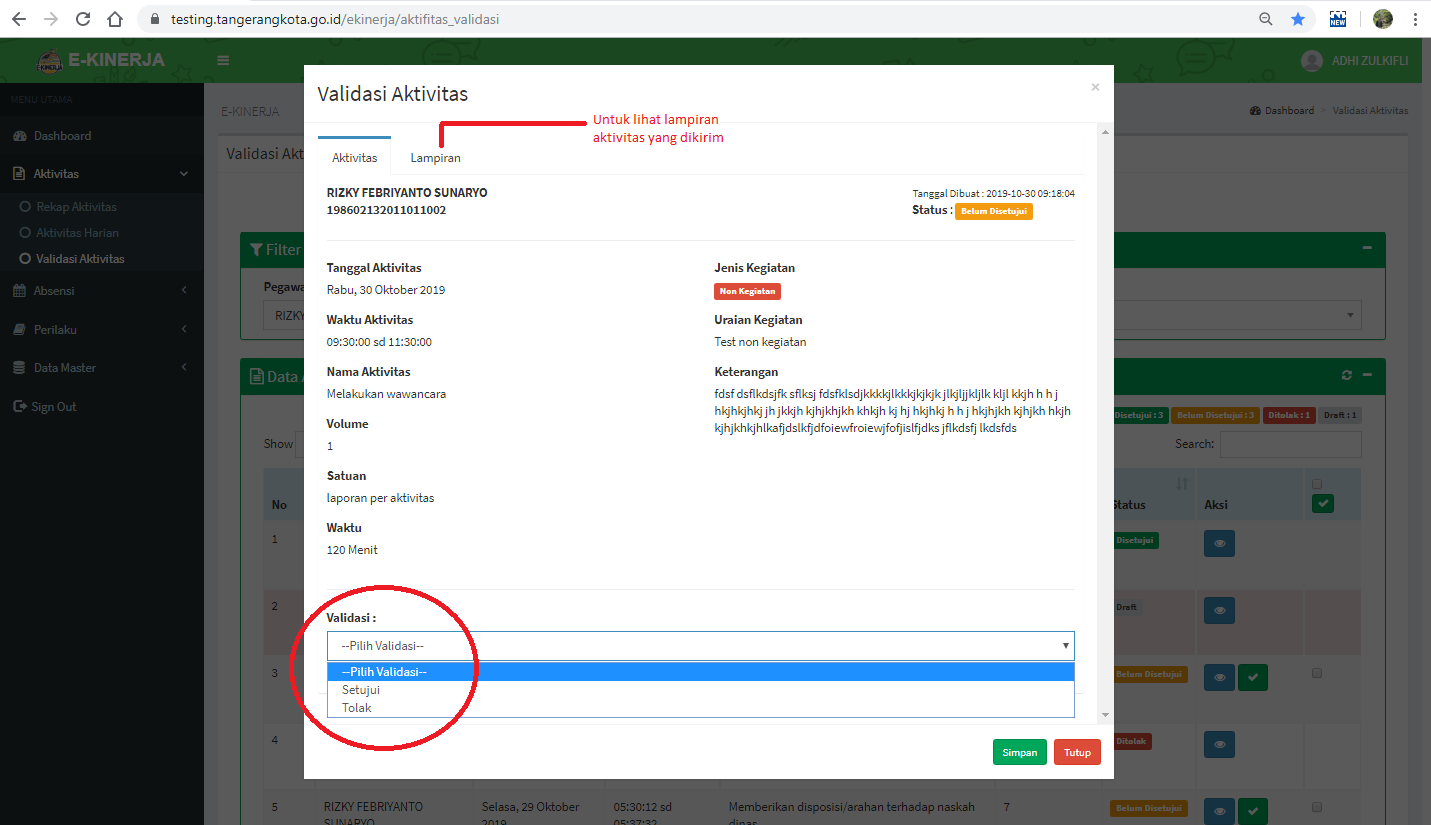 testing.tangerangkota.go.id/ekinerja/aktifitas_validasi
NEW
E-KINERJA
ADHI ZULKIFLI
MENU UTAMA
Dashboard
Aktivitas
Rekap Aktivitas
Aktivitas Harian
Validasi Aktivitas
Absensi
Perilaku
Data Master
Sign Out
E-KINERJA
Dashboard > Validasi Aktivitas
Validasi Akt
Filter
Pegawa
RIZKY
Data A
Disetujui : 3
Belum Disetujui : 3
Ditolak : 1
Draft : 1
Show
Search:
No
Status
Aksi
1
Disetujui
2
Draft
3
Belum Disetujui
4
Ditolak
5 RIZKY FEBRIYANTO Selasa, 29 Oktober 05:30:12 sd Memberikan disposisi/arahan terhadap naskah 7 Belum Disetujui
SUNARYO 2019 05:37:32 dinas
Validasi Aktivitas
×
Untuk lihat lampiran
aktivitas yang dikirim
Aktivitas
Lampiran
RIZKY FEBRIYANTO SUNARYO
198602132011011002
Tanggal Dibuat : 2019-10-30 09:18:04
Status : Belum Disetujui
Tanggal Aktivitas
Rabu, 30 Oktober 2019
Waktu Aktivitas
09:30:00 sd 11:30:00
Nama Aktivitas
Melakukan wawancara
Volume
1
Satuan
laporan per aktivitas
Waktu
120 Menit
Jenis Kegiatan
Non Kegiatan
Uraian Kegiatan
Test non kegiatan
Keterangan
fdsf dsflkdsjfk sflksj fdsfklsdjkkkkjlkkkjkjkjk jlkjljjkljlk kljl kkjh h h j
hkjhkjhkj jh jkkjh kjhjkhjkh khkjh kj hj hkjhkj h h j hkjhjkh kjhjkh hkjh
kjhjkhkjhlkafjdslkfjdfoiewfroiewjfofjislfjdks jflkdsfj lkdsfds
Validasi :
--Pilih Validasi--
--Pilih Validasi--
Setujui
Tolak
Simpan
Tutup